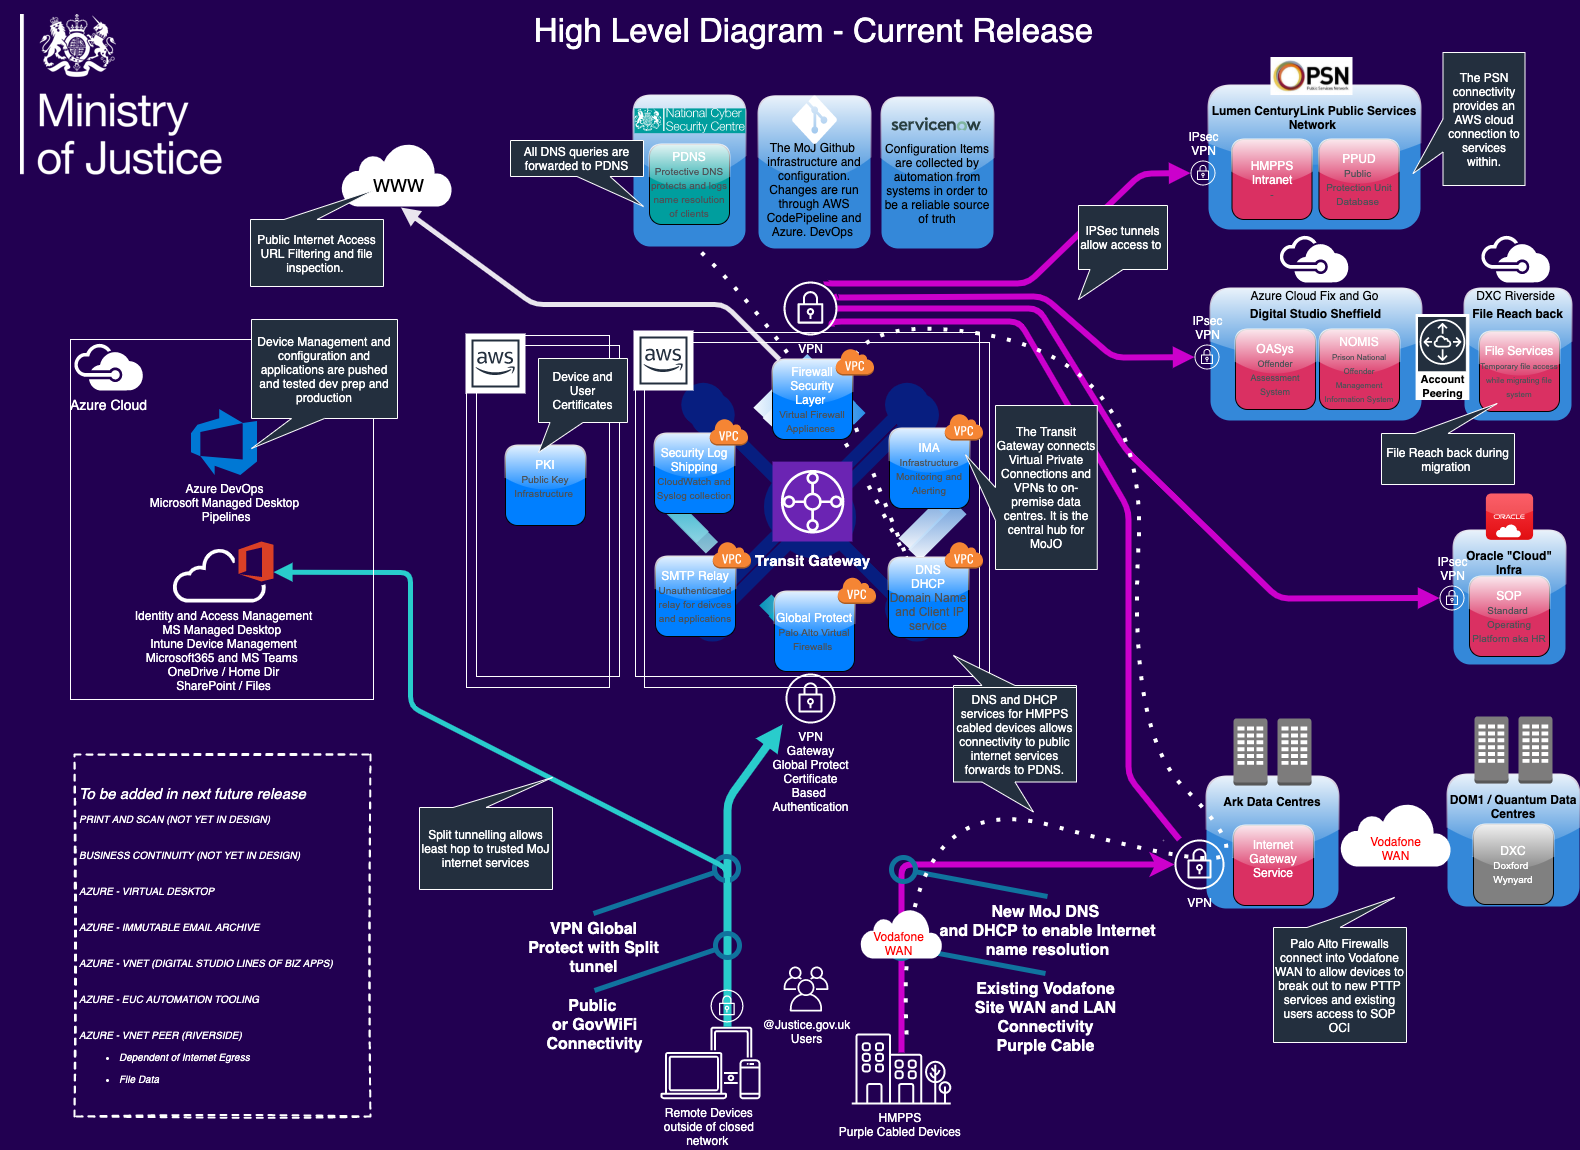 High Level Diagram - Current Release
Ministry
of Justice
www
Public Internet Access
URL Filtering and file
inspection.
All DNS queries are
forwarded to PDNS
National Cyber
Security Centre
PDNS
Protective DNS
protects and logs
name resolution
of clients
The MoJ Github
infrastructure and
configuration.
Changes are run
through AWS
CodePipeline and
Azure. DevOps
servicenow
Configuration Items
are collected by
automation from
systems in order to
be a reliable source
of truth
PSN
Public Services Network
Lumen CenturyLink Public Services
Network
IPsec
VPN
HMPPS
Intranet
PPUD
Public
Protection Unit
Database
The PSN
connectivity
provides an
AWS cloud
connection to
services
within.
IPSec tunnels
allow access to
Azure Cloud Fix and Go
Digital Studio Sheffield
IPsec
VPN
OASys
Offender
Assessment
System
NOMIS
Prison National
Offender
Management
Information System
Account
Peering
DXC Riverside
File Reach back
File Services
Temporary file access
while migrating file
system
File Reach back during
migration
ORACLE
Oracle "Cloud"
Infra
IPsec
VPN
SOP
Standard
Operating
Platform aka HR
Azure Cloud
Device Management and
configuration and
applications are pushed
and tested dev prep and
production
Azure DevOps
Microsoft Managed Desktop
Pipelines
Identity and Access Management
MS Managed Desktop
Intune Device Management
Microsoft365 and MS Teams
OneDrive / Home Dir
SharePoint / Files
aws
Device and
User
Certificates
PKI
Public Key
Infrastructure
aws
VPN
VPC
Firewall
Security
Layer
Virtual Firewall
Appliances
VPC
Security Log
Shipping
CloudWatch and
Syslog collection
VPC
IMA
Infrastructure
Monitoring and
Alerting
The Transit
Gateway connects
Virtual Private
Connections and
VPNs to on-
premise data
centres. It is the
central hub for
MoJO
Transit Gateway
VPC
SMTP Relay
Unauthenticated
relay for devices
and applications
VPC
Global Protect
Palo Alto Virtual
Firewalls
VPC
DNS
DHCP
Domain Name
and Client IP
service
VPN
Gateway
Global Protect
Certificate
Based
Authentication
DNS and DHCP
services for HMPPS
cabled devices allows
connectivity to public
internet services
forwards to PDNS.
To be added in next future release
PRINT AND SCAN (NOT YET IN DESIGN)
BUSINESS CONTINUITY (NOT YET IN DESIGN)
AZURE - VIRTUAL DESKTOP
AZURE - IMMUTABLE EMAIL ARCHIVE
AZURE - VNET (DIGITAL STUDIO LINES OF BIZ APPS)
AZURE - EUC AUTOMATION TOOLING
AZURE - VNET PEER (RIVERSIDE)
• Dependent of Internet Egress
• File Data
Split tunnelling allows
least hop to trusted MoJ
internet services
VPN Global
Protect with Split
tunnel
Public
or GovWiFi
Connectivity
@Justice.gov.uk
Users
Remote Devices
outside of closed
network
Vodafone
WAN
New MoJ DNS
and DHCP to enable Internet
name resolution
Existing Vodafone
Site WAN and LAN
Connectivity
Purple Cable
HMPPS
Purple Cabled Devices
VPN
Ark Data Centres
Internet
Gateway
Service
Vodafone
WAN
DOM1 / Quantum Data
Centres
DXC
Doxford
Wynyard
Palo Alto Firewalls
connect into Vodafone
WAN to allow devices to
break out to new PTTP
services and existing
users access to SOP
OCI